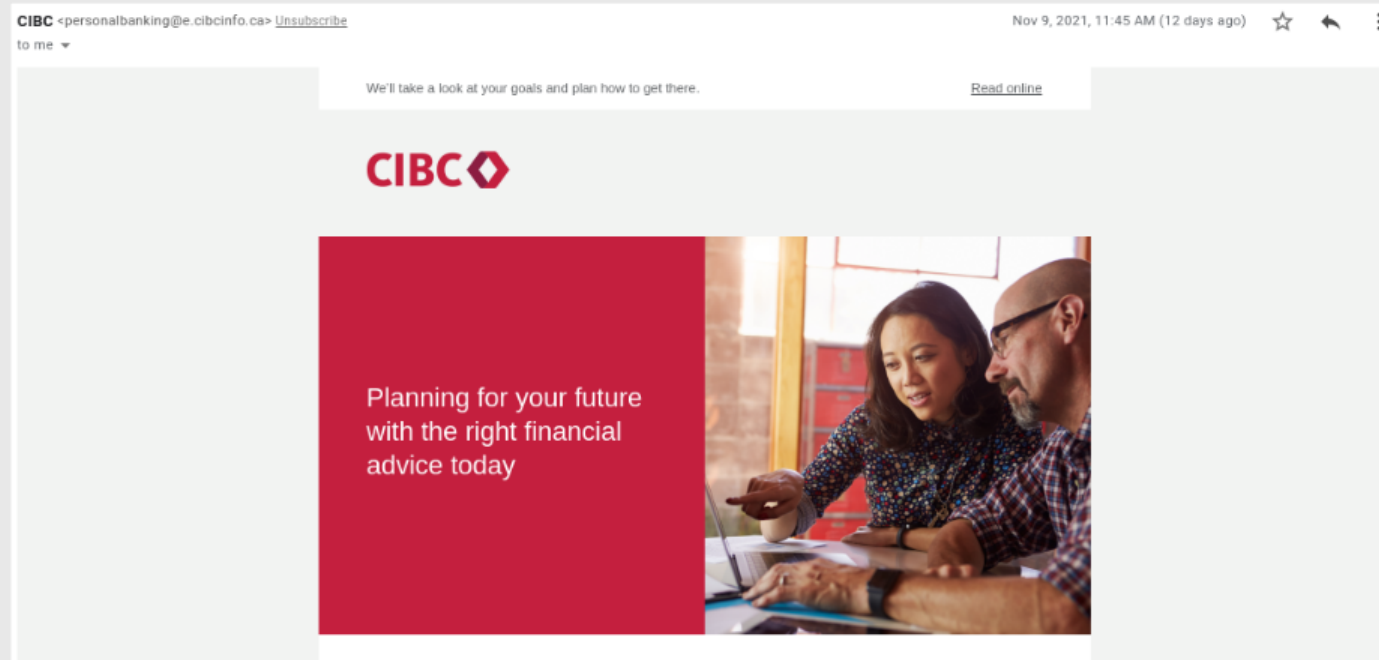 CIBC <personalbanking@e.cibcinfo.ca> Unsubscribe
Nov 9, 2021, 11:45 AM (12 days ago)
to me
We'll take a look at your goals and plan how to get there.
Read online
CIBC
Planning for your future
with the right financial
advice today